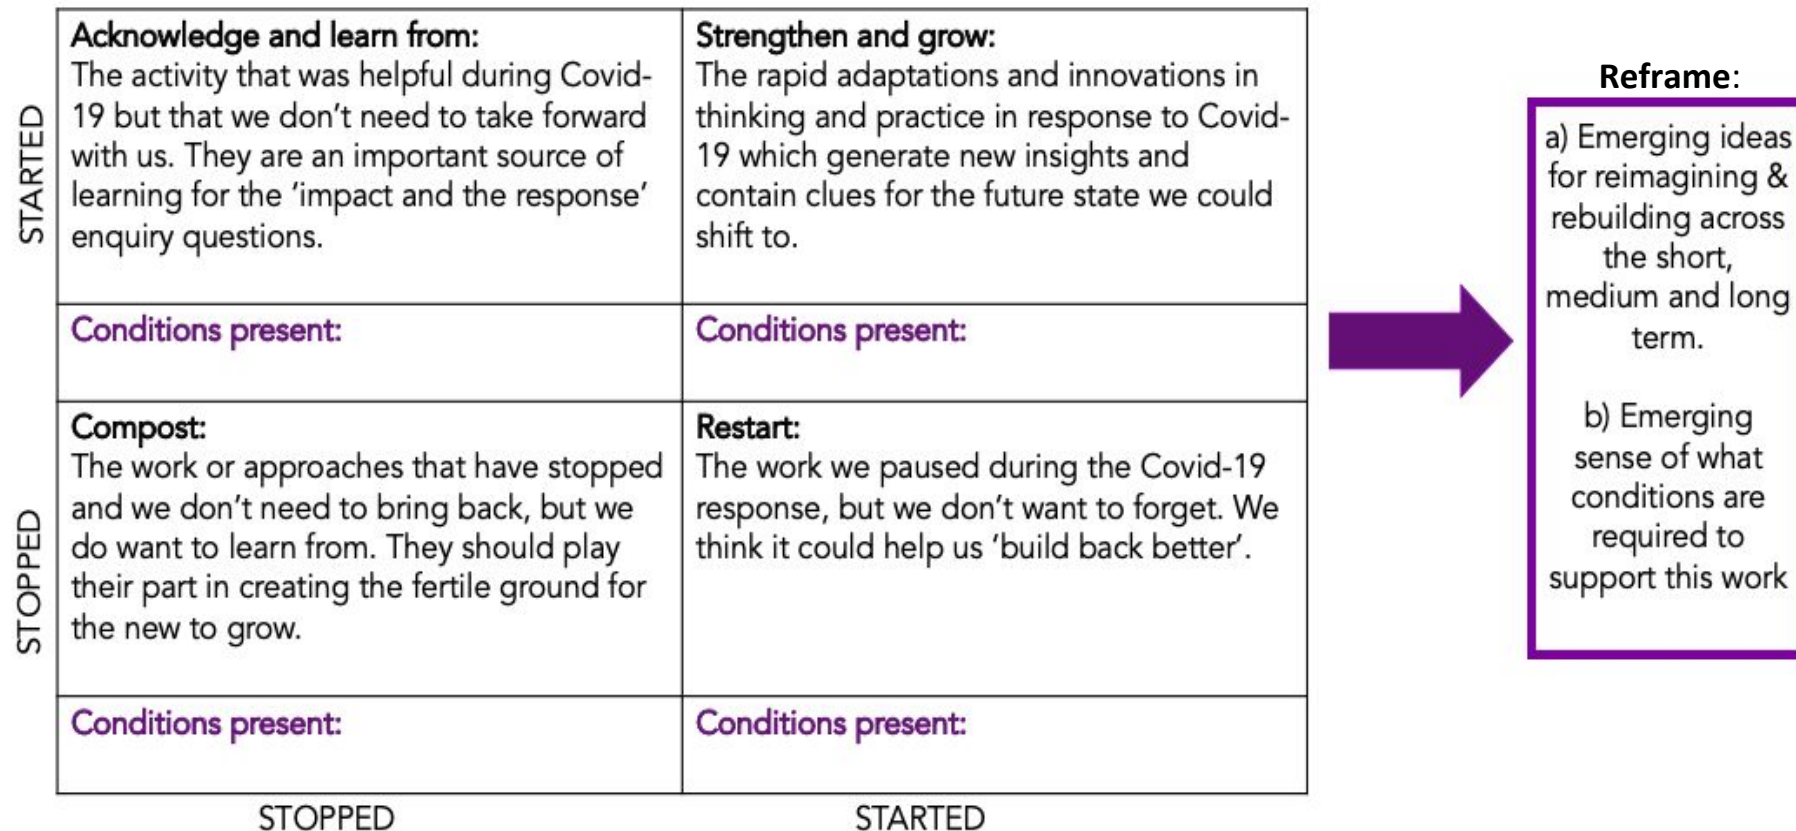 STARTED
Acknowledge and learn from:
The activity that was helpful during Covid-
19 but that we don’t need to take forward
with us. They are an important source of
learning for the ‘impact and the response’
enquiry questions.
Strengthen and grow:
The rapid adaptations and innovations in
thinking and practice in response to Covid-
19 which generate new insights and
contain clues for the future state we could
shift to.
Conditions present:
Conditions present:
STOPPED
Compost:
The work or approaches that have stopped
and we don’t need to bring back, but we
do want to learn from. They should play
their part in creating the fertile ground for
the new to grow.
Restart:
The work we paused during the Covid-19
response, but we don’t want to forget. We
think it could help us ‘build back better’.
Conditions present:
Conditions present:
STOPPED
STARTED
Reframe:
a) Emerging ideas
for reimagining &
rebuilding across
the short,
medium and long
term.
b) Emerging
sense of what
conditions are
required to
support this work